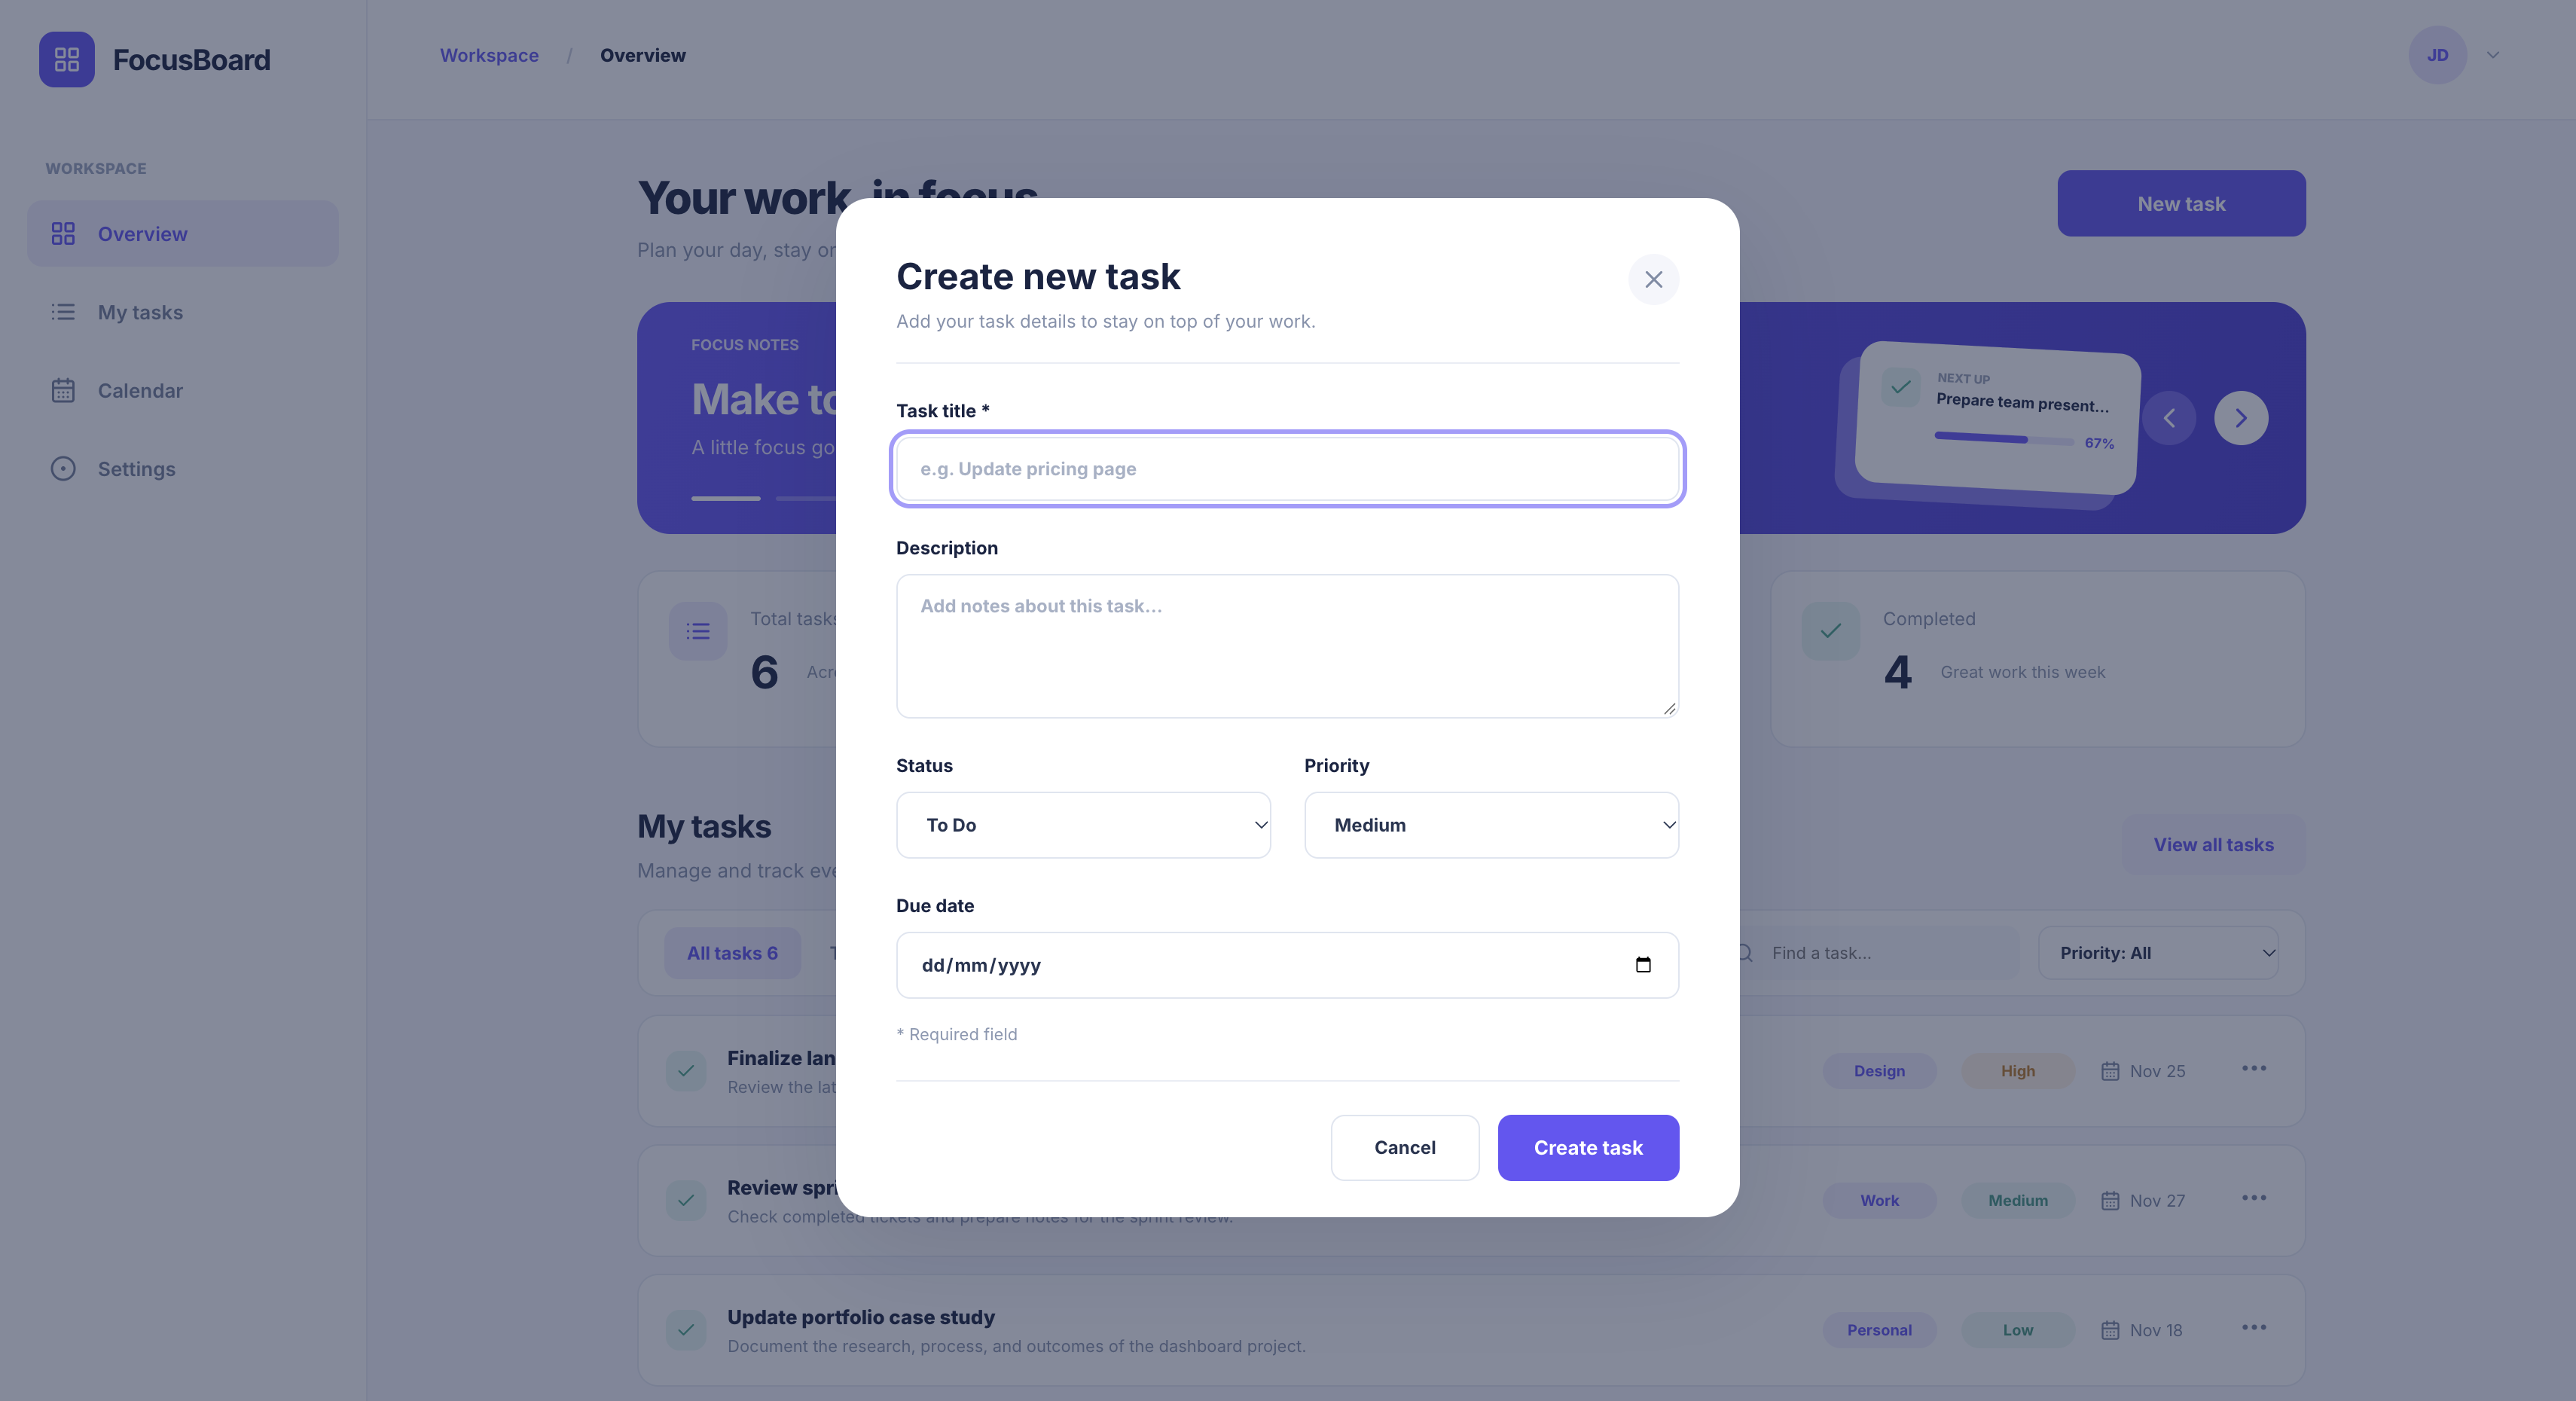 FocusBoard
WORKSPACE
Overview
My tasks
Calendar
Settings
Workspace / Overview
JD
Your work, in focus
Plan your day, stay or
New task
FOCUS NOTES
Make to
A little focus go
NEXT UP
Prepare team present...
67%
Total tasks
6
Completed
4 Great work this week
My tasks
Manage and track eve
View all tasks
All tasks 6
Find a task...
Priority: All
Finalize lan
Review the lat
Design
High
Nov 25
Review spri
Check completed tickets and prepare notes for the sprint review.
Work
Medium
Nov 27
Update portfolio case study
Document the research, process, and outcomes of the dashboard project.
Personal
Low
Nov 18
Create new task
Add your task details to stay on top of your work.
Task title *
e.g. Update pricing page
Description
Add notes about this task...
Status
To Do
Priority
Medium
Due date
dd/mm/yyyy
* Required field
Cancel
Create task